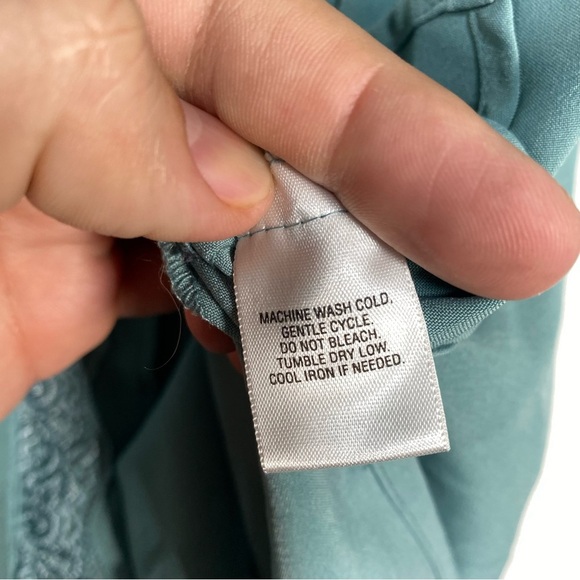 MACHINE WASH COLD.
GENTLE CYCLE.
DO NOT BLEACH.
TUMBLE DRY LOW.
COOL IRON IF NEEDED.